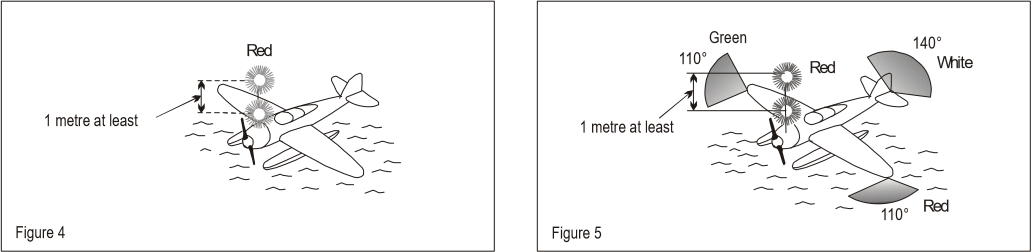 Red
1 metre at least
Figure 4
Green
110°
Red
140°
White
1 metre at least
110°
Red
Figure 5